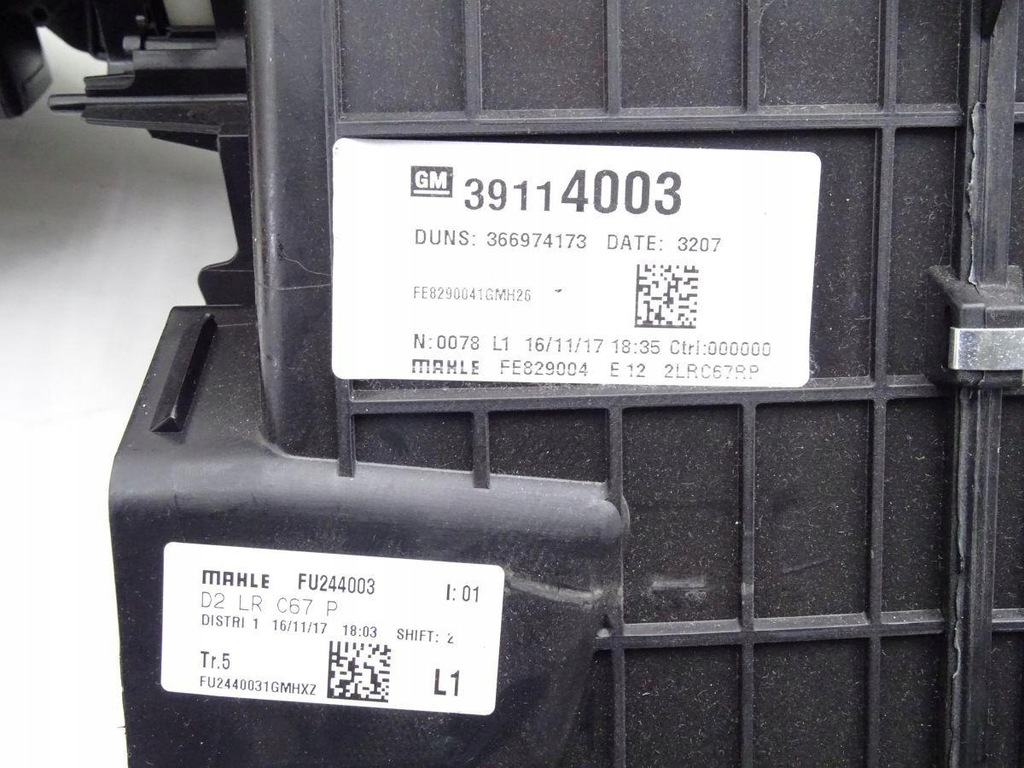 GM 39114003
DUNS: 366974173 DATE: 3207
FE8290041GMH26
N:0078 L1 16/11/17 18:35 Ctrl:000000
MAHLE FE829004 E 12 2LRC67RP
MAHLE FU244003 I: 01
D2 LR C67 P
DISTRI 1 16/11/17 18:03 SHIFT: 2
Tr.5
FU2440031GMHXZ L1